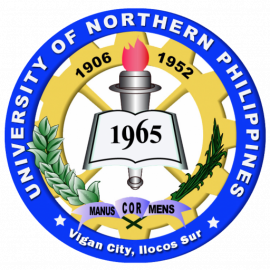 UNIVERSITY OF NORTHERN PHILIPPINES
1906 1952
1965
MANUS COR MENS
Vigan City, Ilocos Sur